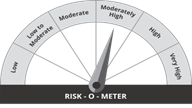 Low
Low to
Moderate
Moderate
Moderately
High
High
Very High
RISK - O - METER